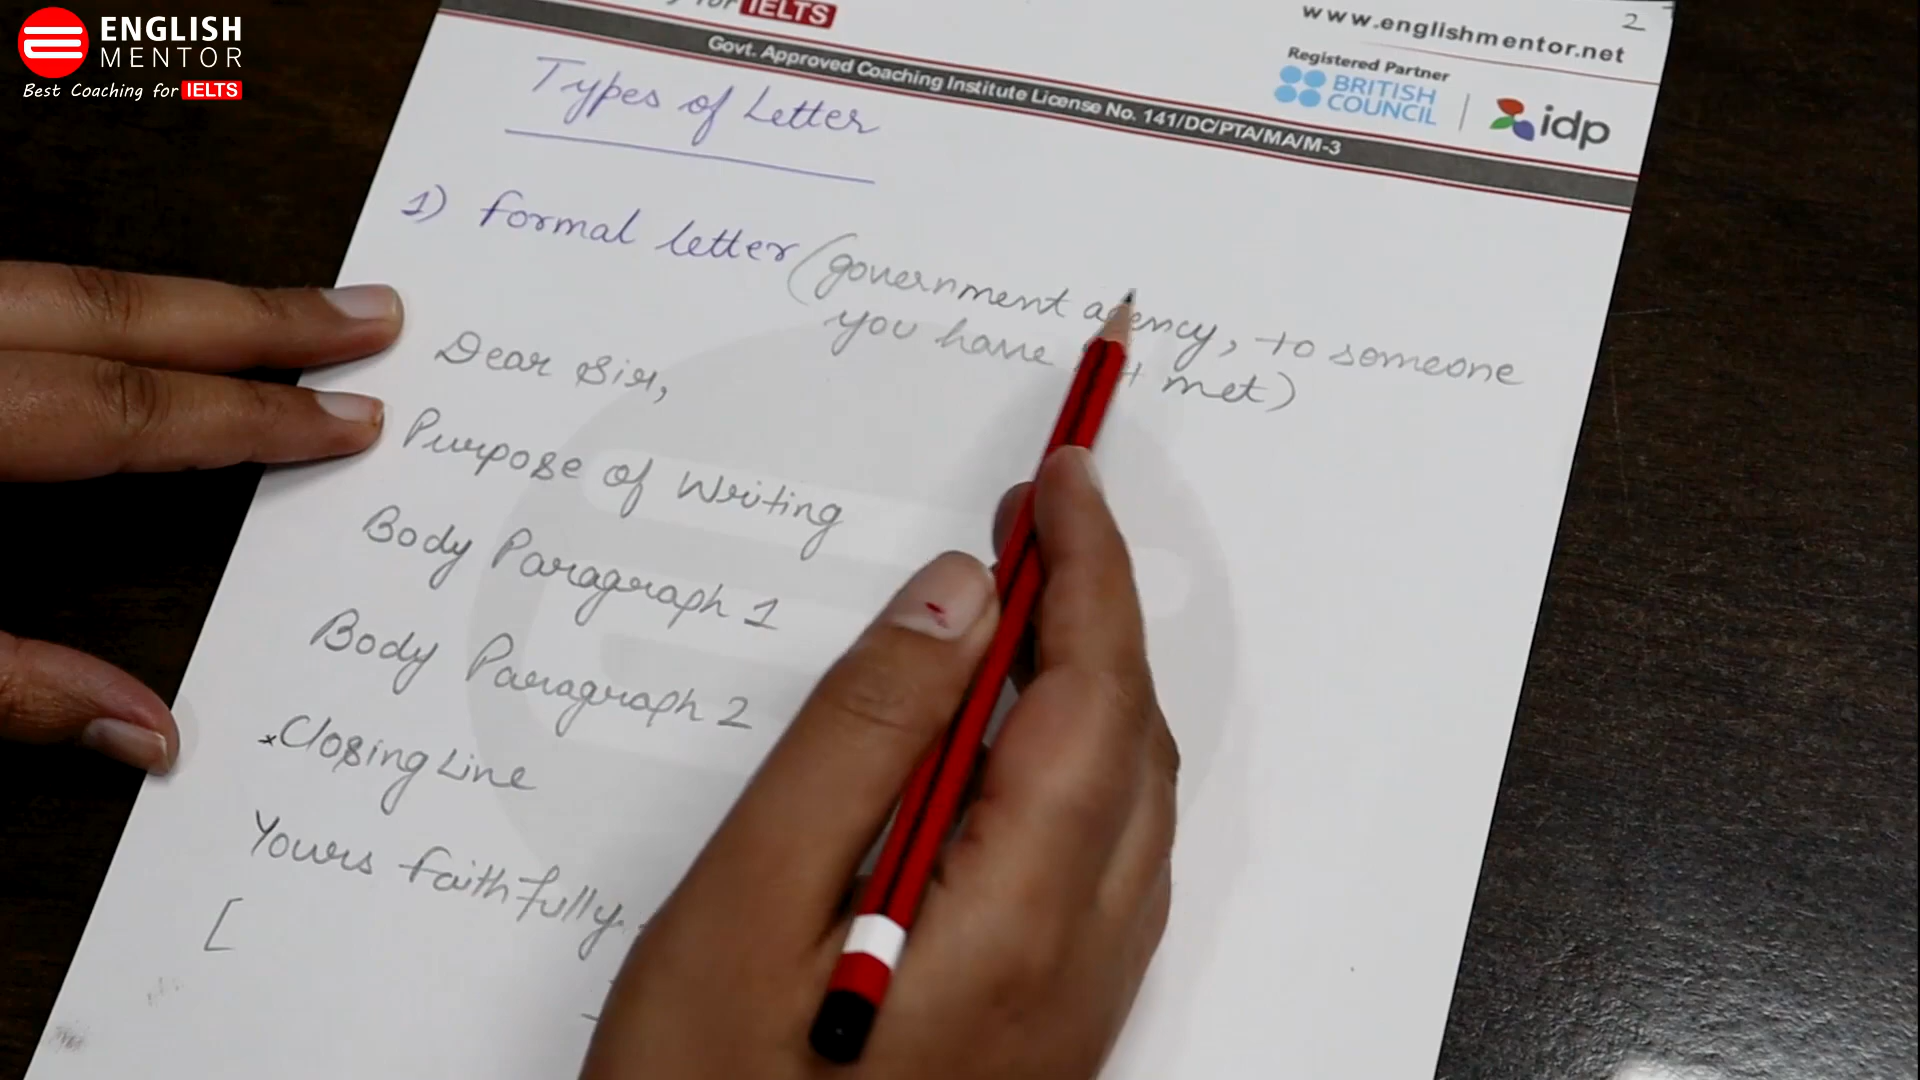 ENGLISH
MENTOR
Best Coaching for IELTS
for IELTS
www.englishmentor.net
2
Govt. Approved Coaching Institute License No. 141/DC/PTA/MA/M-3
Registered Partner
BRITISH
COUNCIL
idp
Types of Letter
1) formal letter (government agency, to someone
you have met)
Dear Sir,
Purpose of Writing
Body Paragraph 1
Body Paragraph 2
*Closing Line
Yours faithfully
[